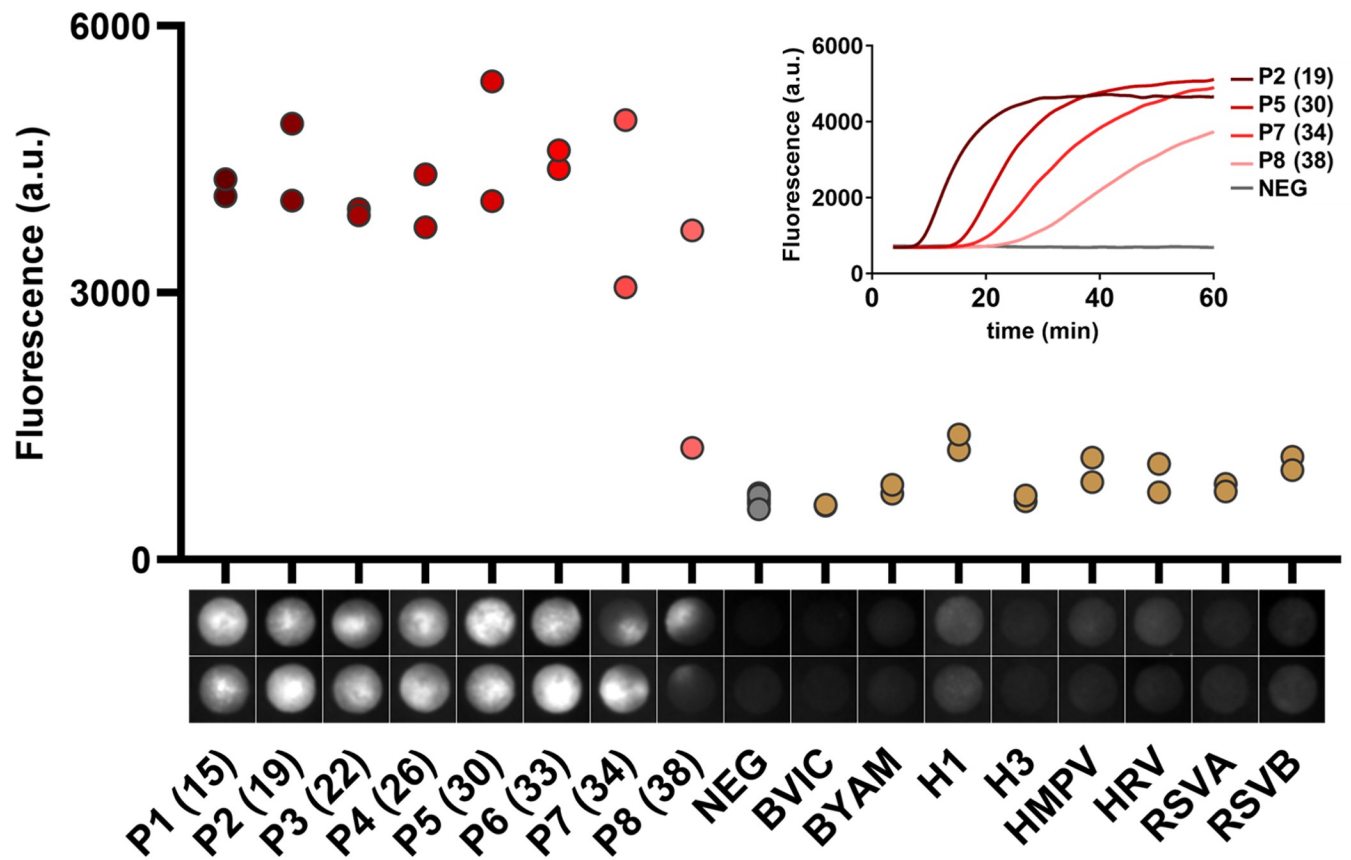 6000
3000
0
Fluorescence (a.u.)
6000
4000
2000
0
Fluorescence (a.u.)
0 20 40 60
time (min)
P2 (19)
P5 (30)
P7 (34)
P8 (38)
NEG
P1 (15)
P2 (19)
P3 (22)
P4 (26)
P5 (30)
P6 (33)
P7 (34)
P8 (38)
NEG
BVIC
BYAM
H1
H3
HMPV
HRV
RSVA
RSVB